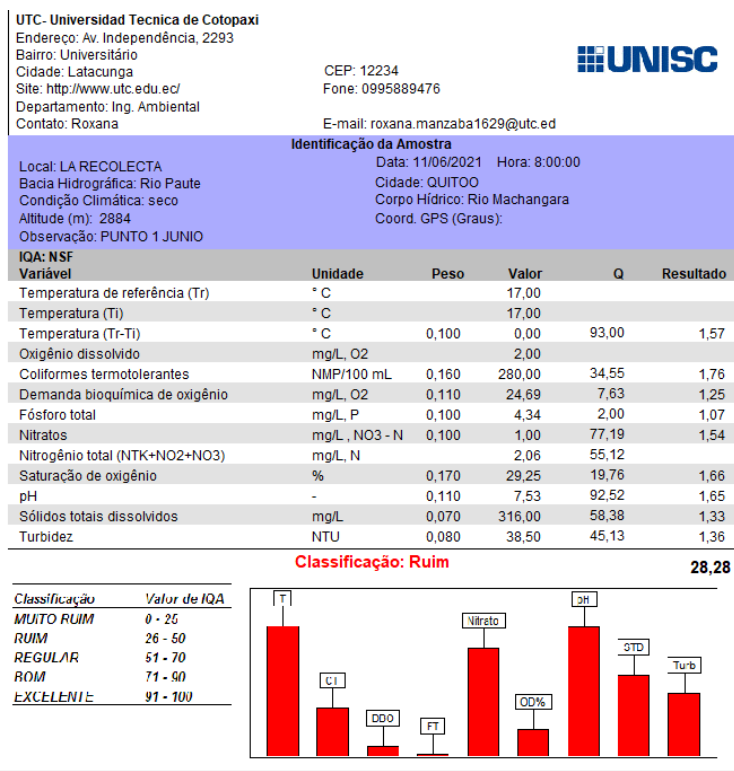 UTC- Universidad Tecnica de Cotopaxi
Endereço: Av. Independência, 2293
Bairro: Universitário
Cidade: Latacunga CEP: 12234
Site: http://www.utc.edu.ec/ Fone: 0995889476
Departamento: Ing. Ambiental
Contato: Roxana E-mail: roxana.manzaba1629@utc.ed
UNISC
Identificação da Amostra
Local: LA RECOLECTA Data: 11/06/2021 Hora: 8:00:00
Bacia Hidrográfica: Rio Paute Cidade: QUITOO
Condição Climática: seco Corpo Hídrico: Rio Machangara
Altitude (m): 2884 Coord. GPS (Graus):
Observação: PUNTO 1 JUNIO
IQA: NSF
Variável Unidade Peso Valor Q Resultado
Temperatura de referência (Tr) ° C 17,00
Temperatura (Ti) ° C 17,00
Temperatura (Tr-Ti) ° C 0,100 0,00 93,00 1,57
Oxigênio dissolvido mg/L, O2 2,00
Coliformes termotolerantes NMP/100 mL 0,160 280,00 34,55 1,76
Demanda bioquímica de oxigênio mg/L, O2 0,110 24,69 7,63 1,25
Fósforo total mg/L, P 0,100 4,34 2,00 1,07
Nitratos mg/L , NO3 - N 0,100 1,00 77,19 1,54
Nitrogênio total (NTK+NO2+NO3) mg/L, N 2,06 55,12
Saturação de oxigênio % 0,170 29,25 19,76 1,66
pH - 0,110 7,53 92,52 1,65
Sólidos totais dissolvidos mg/L 0,070 316,00 58,38 1,33
Turbidez NTU 0,080 38,50 45,13 1,36
Classificação: Ruim 28,28
Classificação Valor de IQA
MUITO RUIM 0 - 25
RUIM 26 - 50
REGULAR 51 - 70
BOM 71 - 90
EXCELENTE 91 - 100
T
CT
DDO
FT
Nitrato
OD%
pH
STD
Turb